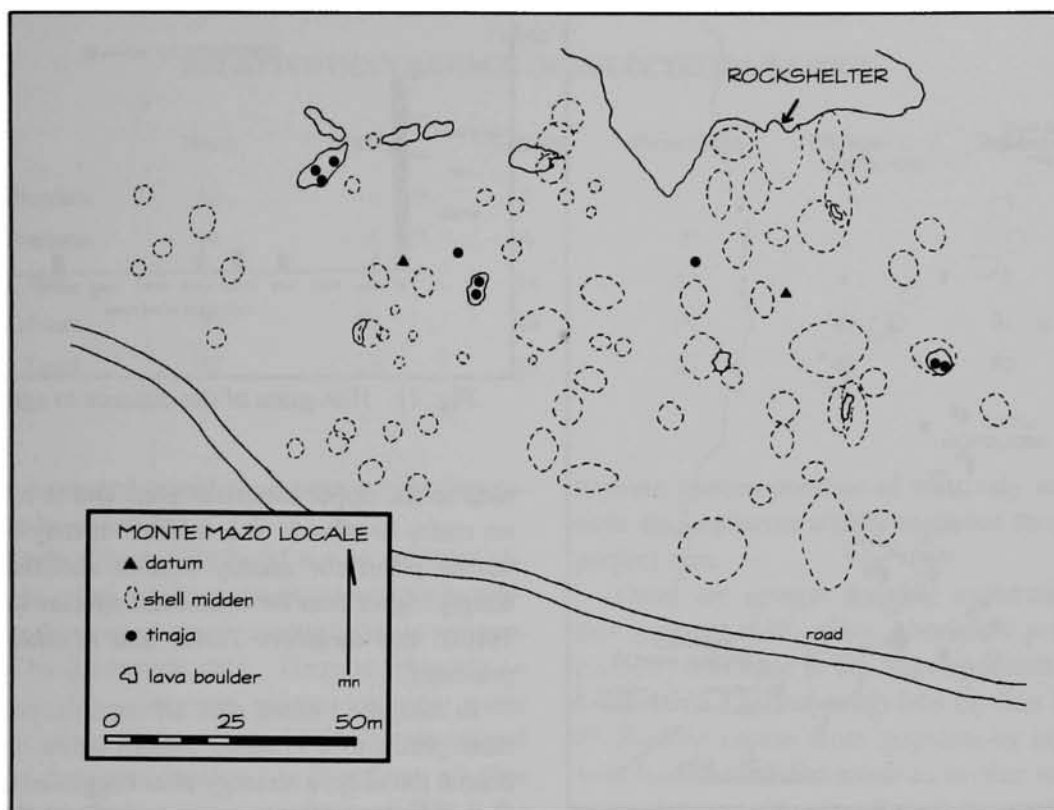 ROCKSHELTER
MONTE MAZO LOCALE
datum
shell midden
tinaja
lava boulder
mn
0 25 50m
road